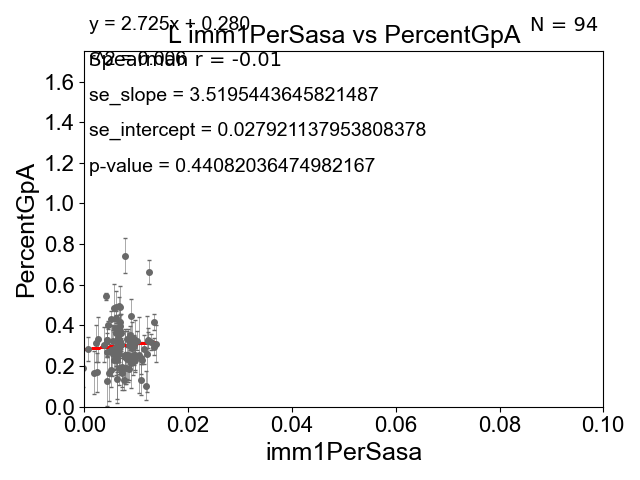 y = 2.725x + 0.280
N = 94
L imm1PerSasa vs PercentGpA
Spearman r = -0.01
se_slope = 3.5195443645821487
se_intercept = 0.027921137953808378
p-value = 0.44082036474982167
PercentGpA
1.6
1.4
1.2
1.0
0.8
0.6
0.4
0.2
0.0
0.00 0.02 0.04 0.06 0.08 0.10
imm1PerSasa